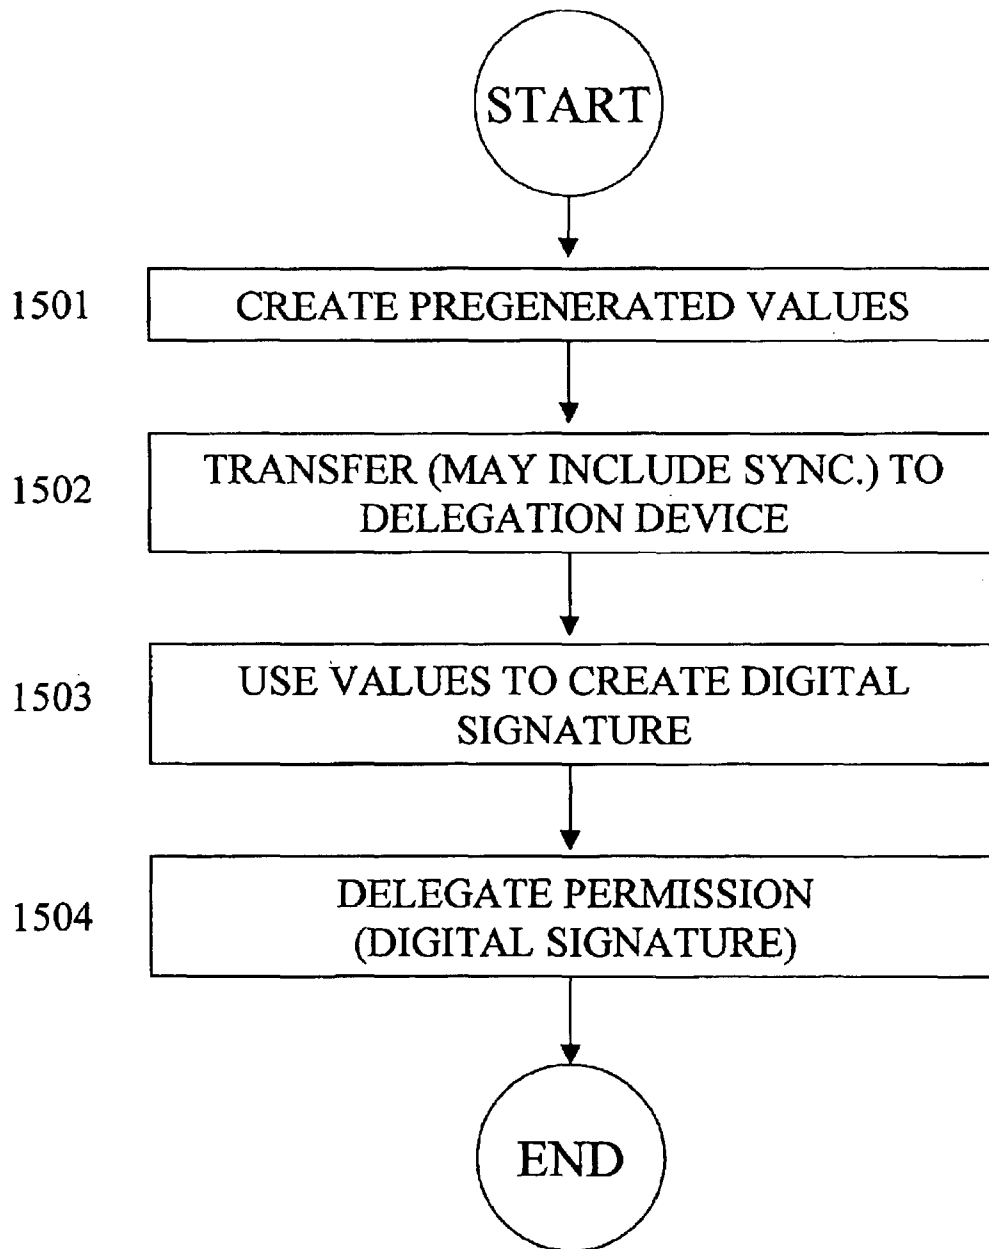 START
1501
CREATE PREGENERATED VALUES
1502
TRANSFER (MAY INCLUDE SYNC.) TO
DELEGATION DEVICE
1503
USE VALUES TO CREATE DIGITAL
SIGNATURE
1504
DELEGATE PERMISSION
(DIGITAL SIGNATURE)
END